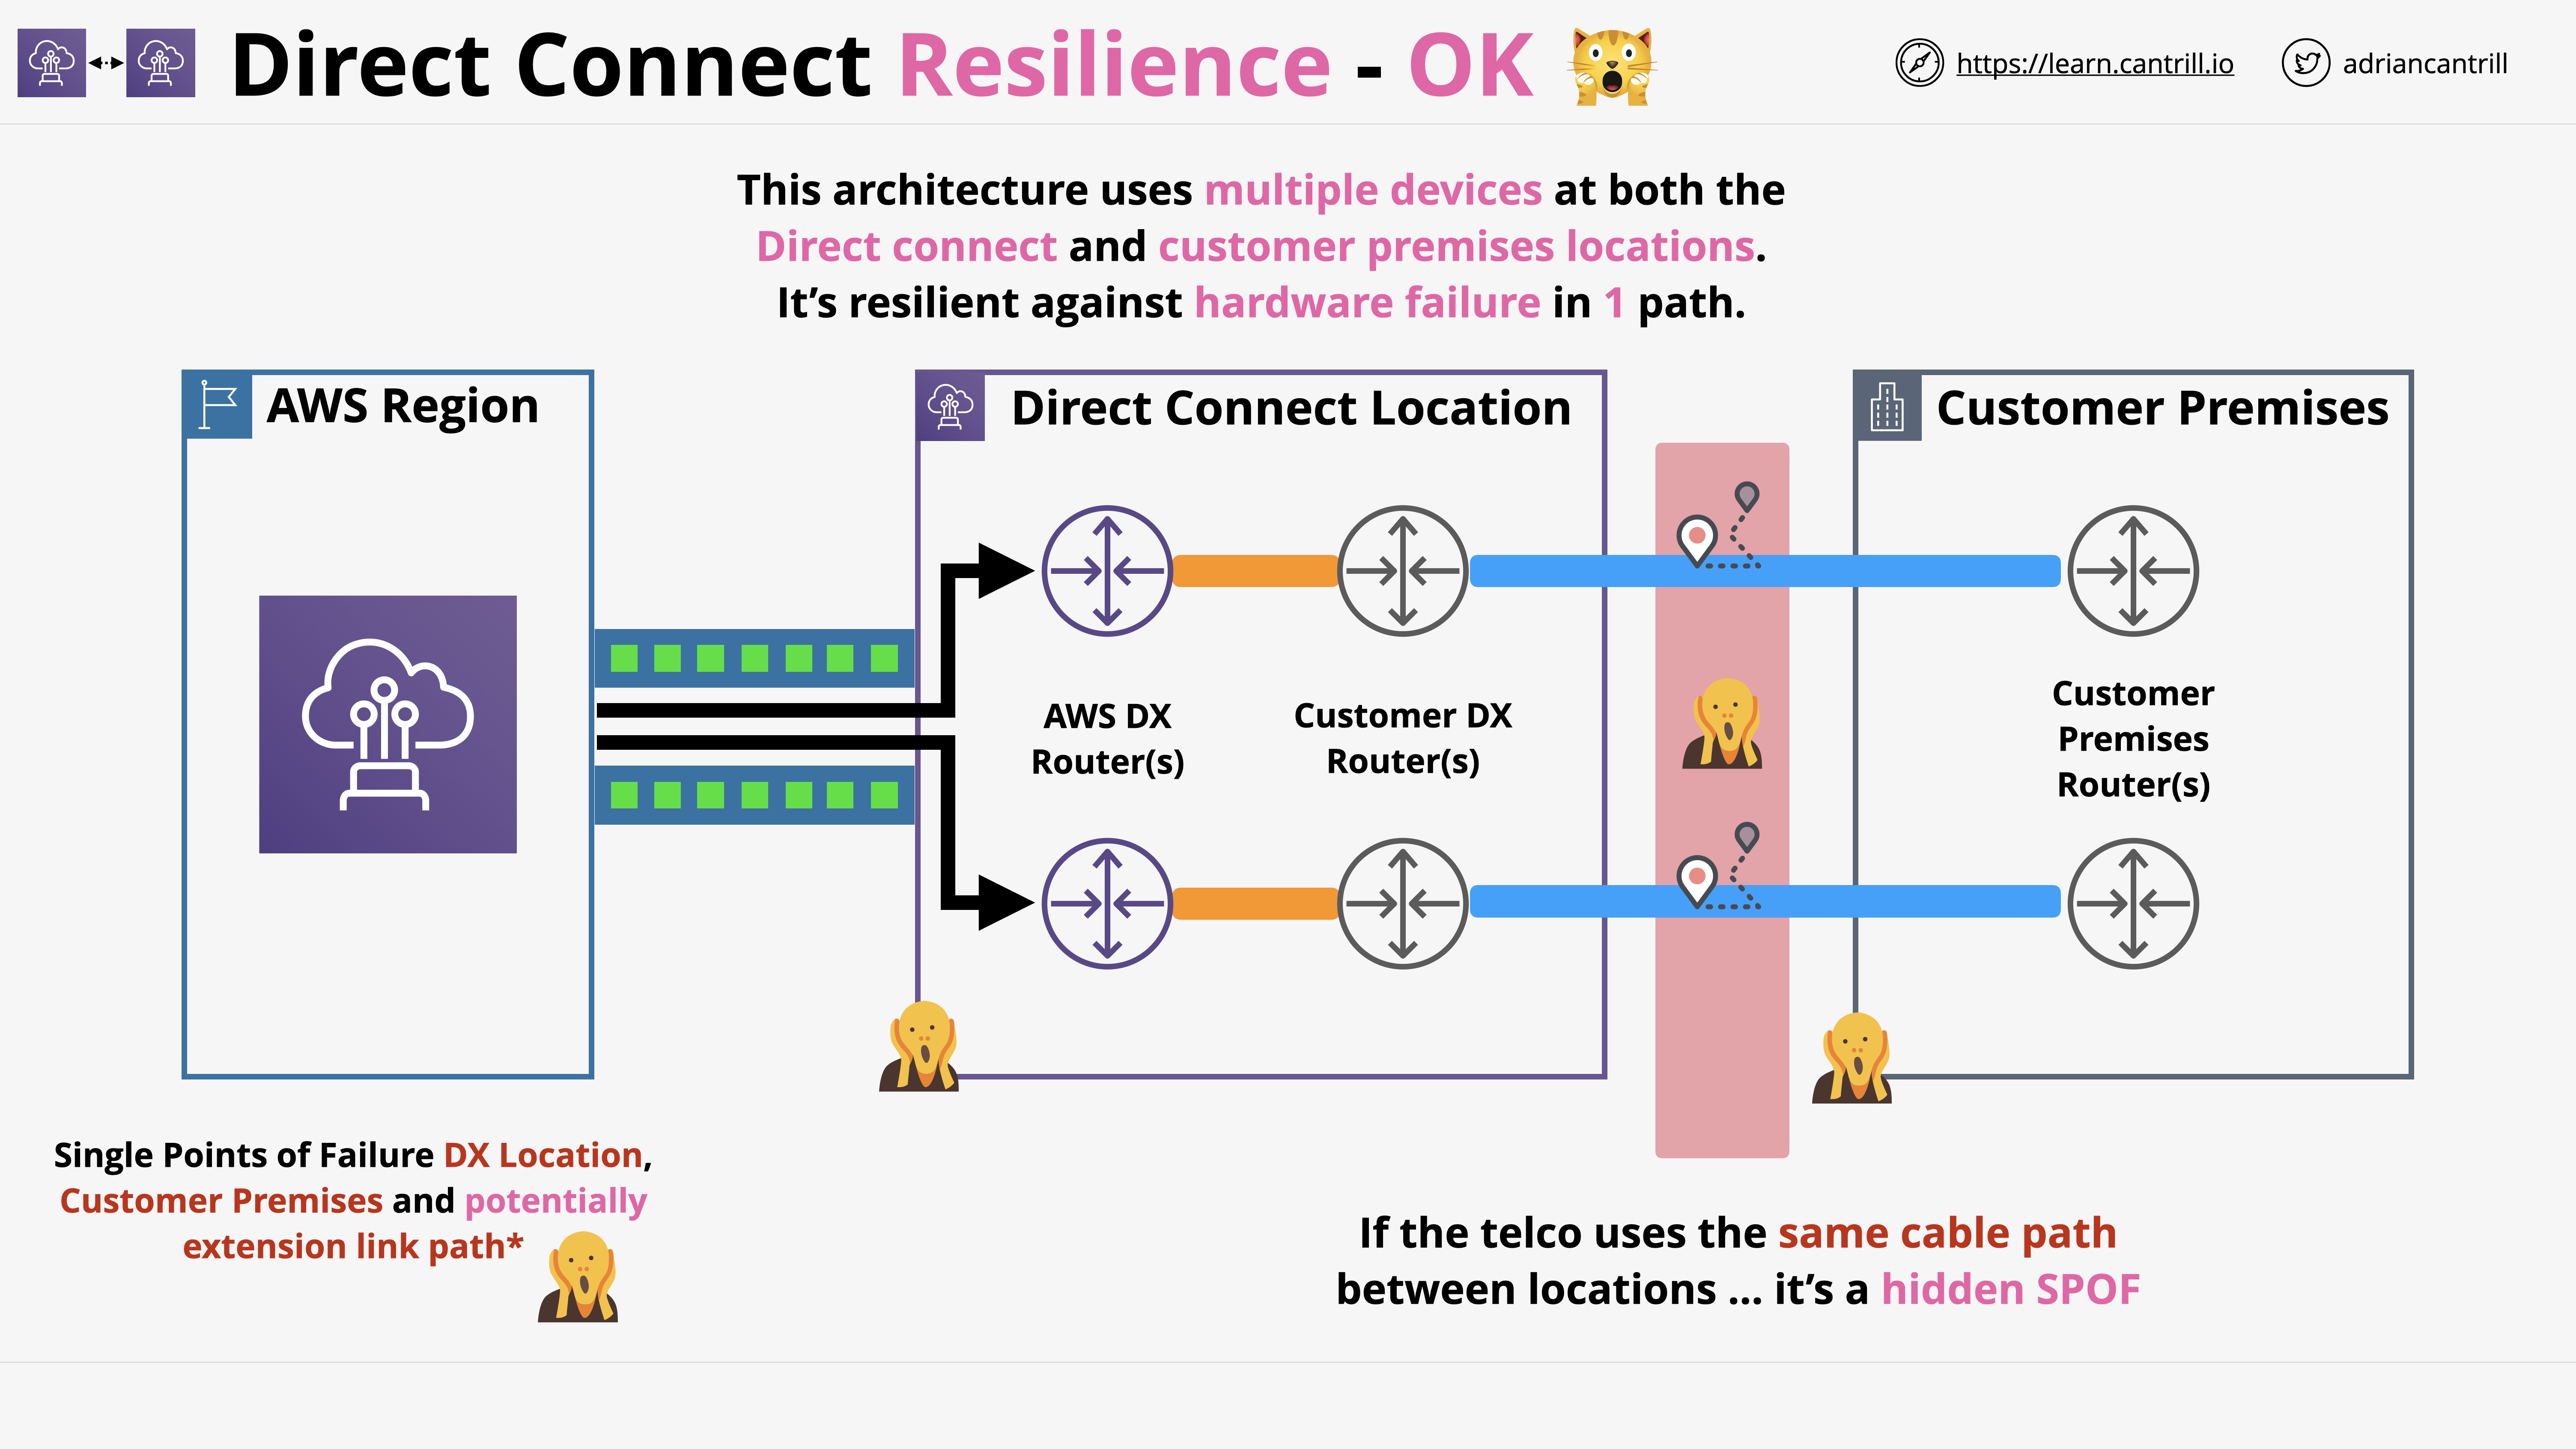 Direct Connect Resilience - OK
https://learn.cantrill.io
adriancantrill
This architecture uses multiple devices at both the
Direct connect and customer premises locations.
It’s resilient against hardware failure in 1 path.
AWS Region
Direct Connect Location
Customer Premises
AWS DX
Router(s)
Customer DX
Router(s)
Customer
Premises
Router(s)
Single Points of Failure DX Location,
Customer Premises and potentially
extension link path*
If the telco uses the same cable path
between locations ... it’s a hidden SPOF